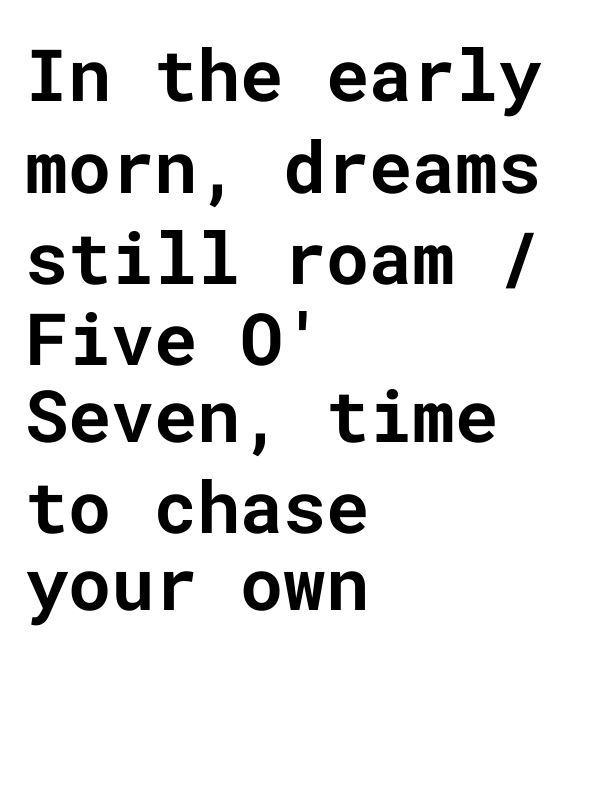 In the early
morn, dreams
still roam /
Five O'
Seven, time
to chase
your own